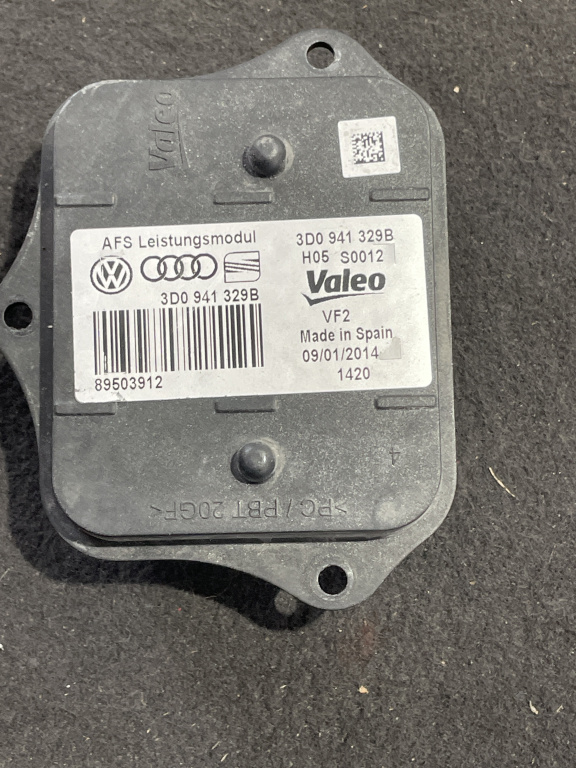 Valeo
AFS Leistungsmodul
3D0 941 329B
89503912
3D0 941 329B
H05 S0012
Valeo
VF2
Made in Spain
09/01/2014
1420
4
>PC/PBT 20GF<